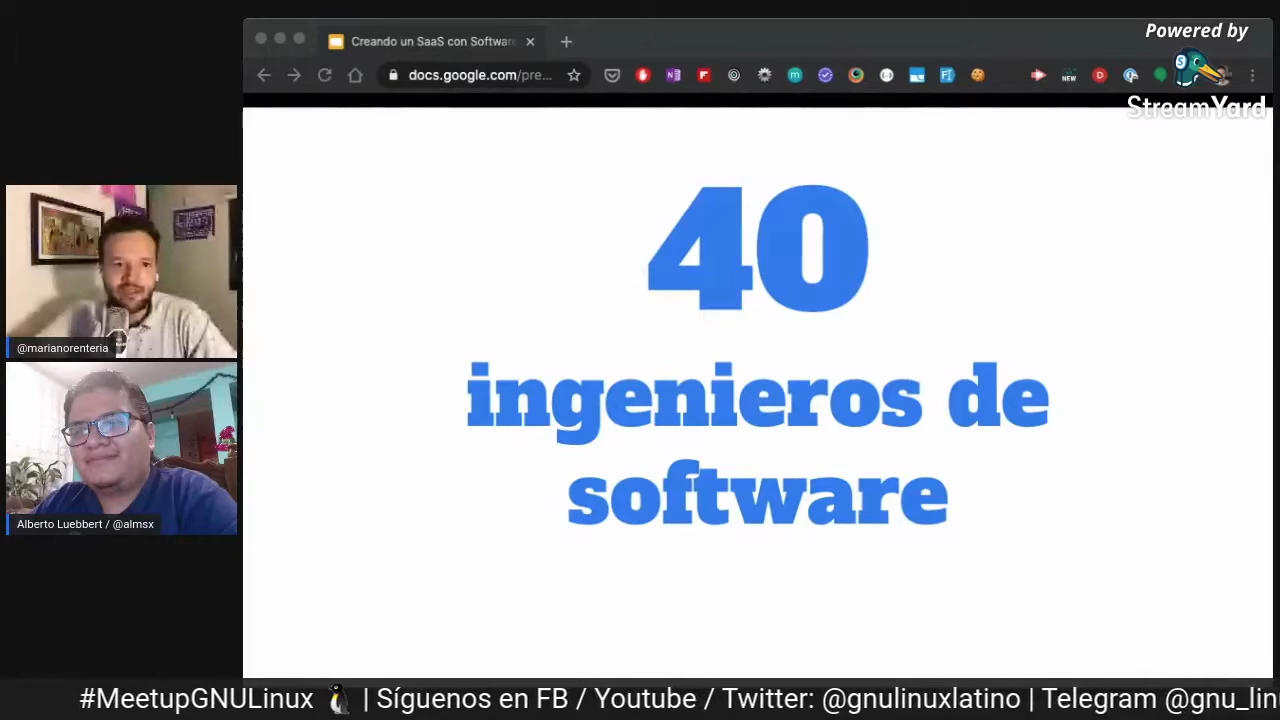 Creando un SaaS con Software
docs.google.com/pre...
NEW
Powered by
StreamYard
40
ingenieros de
software
@marianorenteria
Alberto Luebbert / @almsx
#MeetupGNULinux 🐧 | Síguenos en FB / Youtube / Twitter: @gnulinuxlatino | Telegram @gnu_lin